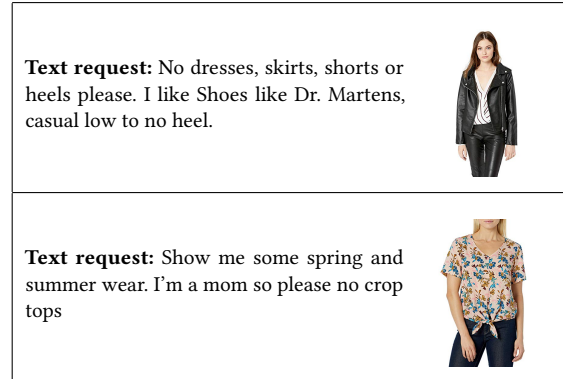 Text request: No dresses, skirts, shorts or
heels please. I like Shoes like Dr. Martens,
casual low to no heel.
Text request: Show me some spring and
summer wear. I'm a mom so please no crop
tops